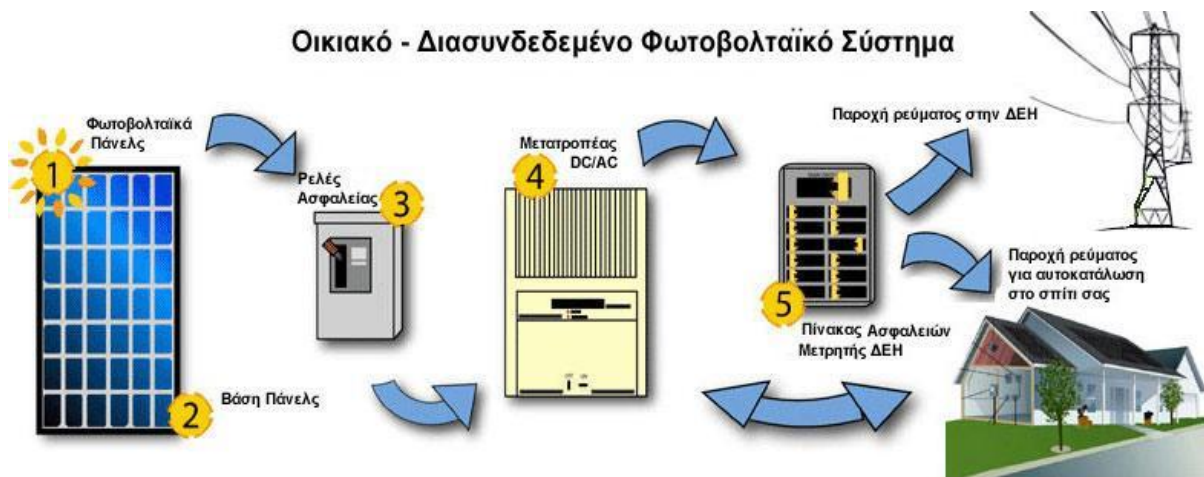 Οικιακό - Διασυνδεδεμένο Φωτοβολταϊκό Σύστημα
Φωτοβολταϊκά
Πάνελς
1
2
Βάση Πάνελς
Ρελές
Ασφαλείας
3
Μετατροπέας
DC/AC
4
5
Πίνακας Ασφαλειών
Μετρητής ΔΕΗ
Παροχή ρεύματος στην ΔΕΗ
Παροχή ρεύματος
για αυτοκατάλωση
στο σπίτι σας